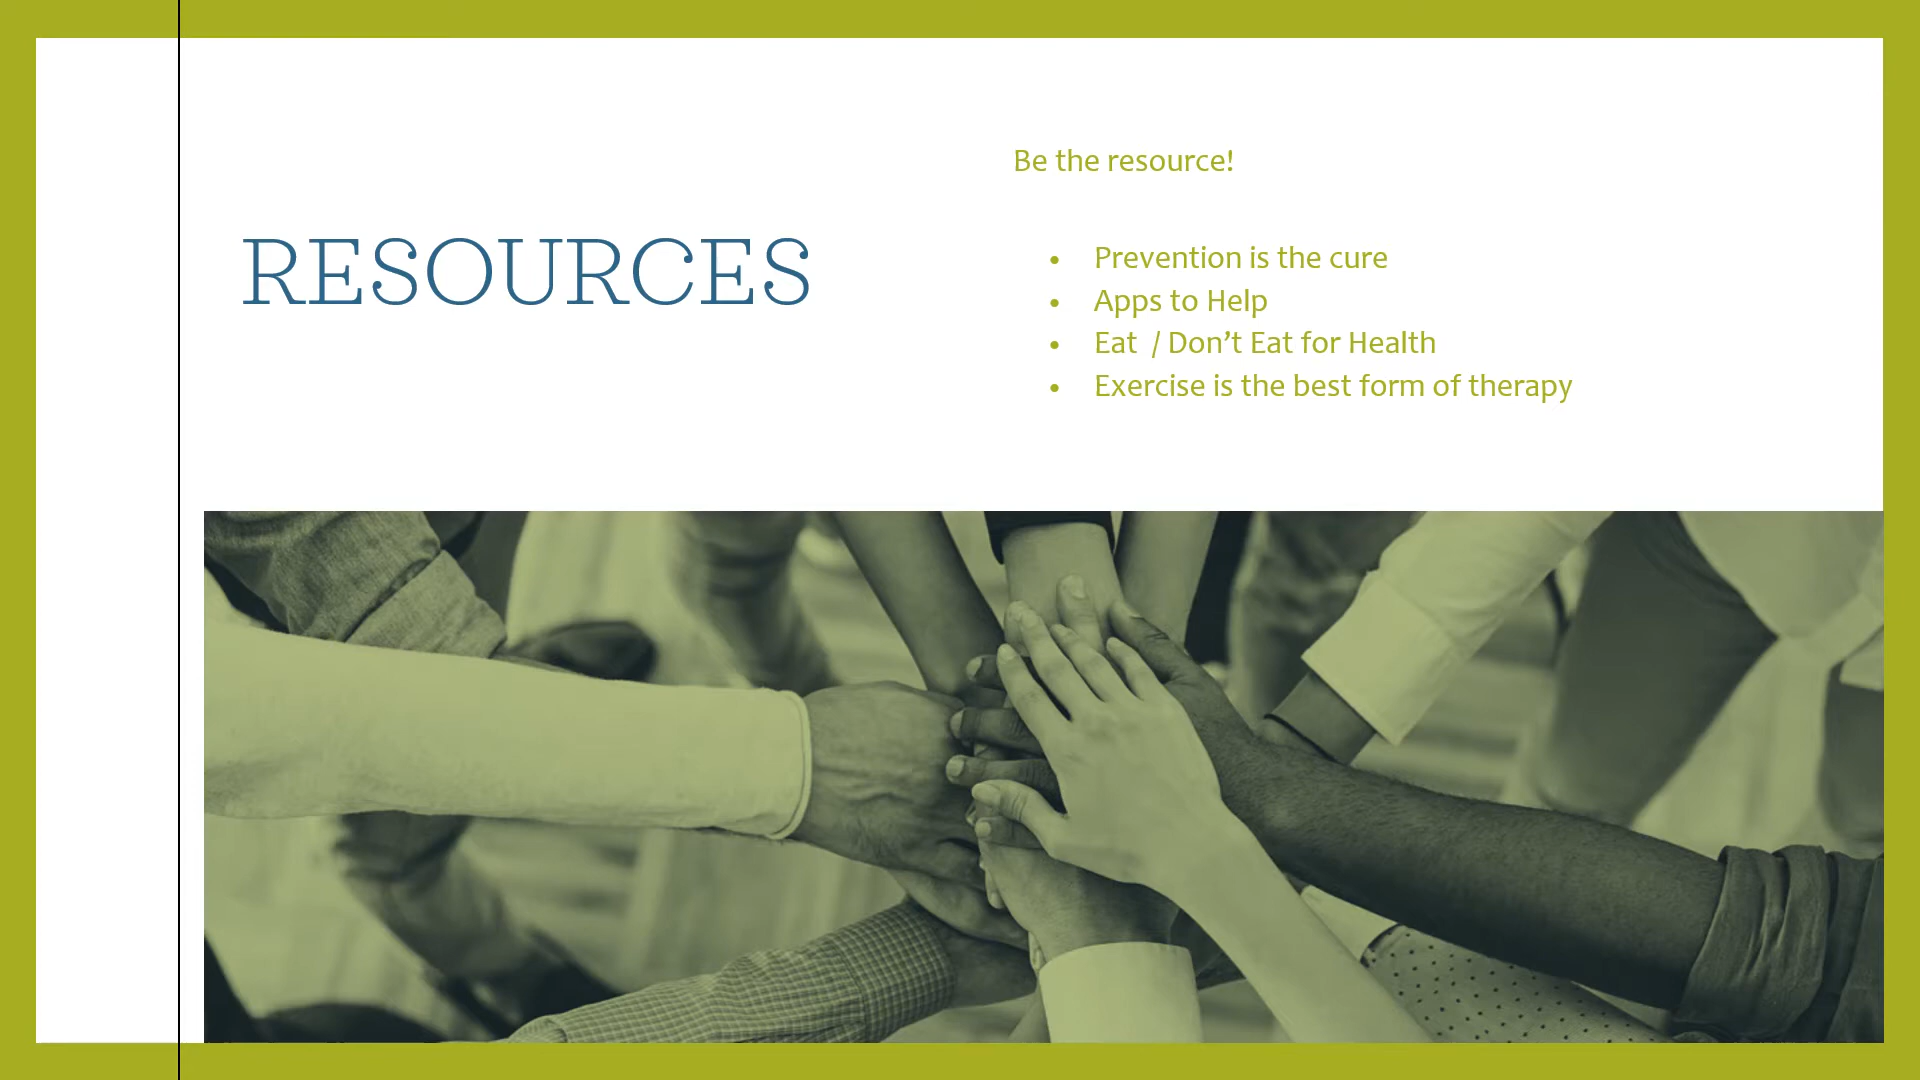 RESOURCES
Be the resource!
• Prevention is the cure
• Apps to Help
• Eat  / Don’t Eat for Health
• Exercise is the best form of therapy